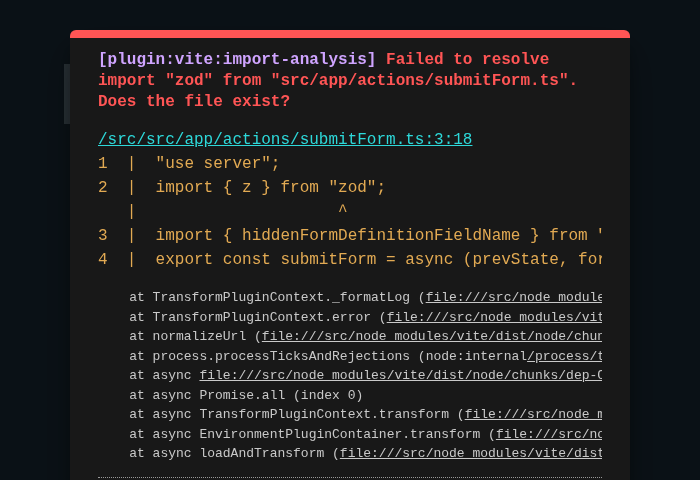 [plugin:vite:import-analysis] Failed to resolve
import "zod" from "src/app/actions/submitForm.ts".
Does the file exist?
/src/src/app/actions/submitForm.ts:3:18
1  |  "use server";
2  |  import { z } from "zod";
   |                     ^
3  |  import { hiddenFormDefinitionFieldName } from "
4  |  export const submitForm = async (prevState, for
at TransformPluginContext._formatLog (file:///src/node_module
at TransformPluginContext.error (file:///src/node_modules/vit
at normalizeUrl (file:///src/node_modules/vite/dist/node/chun
at process.processTicksAndRejections (node:internal/process/t
at async file:///src/node_modules/vite/dist/node/chunks/dep-C
at async Promise.all (index 0)
at async TransformPluginContext.transform (file:///src/node_m
at async EnvironmentPluginContainer.transform (file:///src/no
at async loadAndTransform (file:///src/node_modules/vite/dist